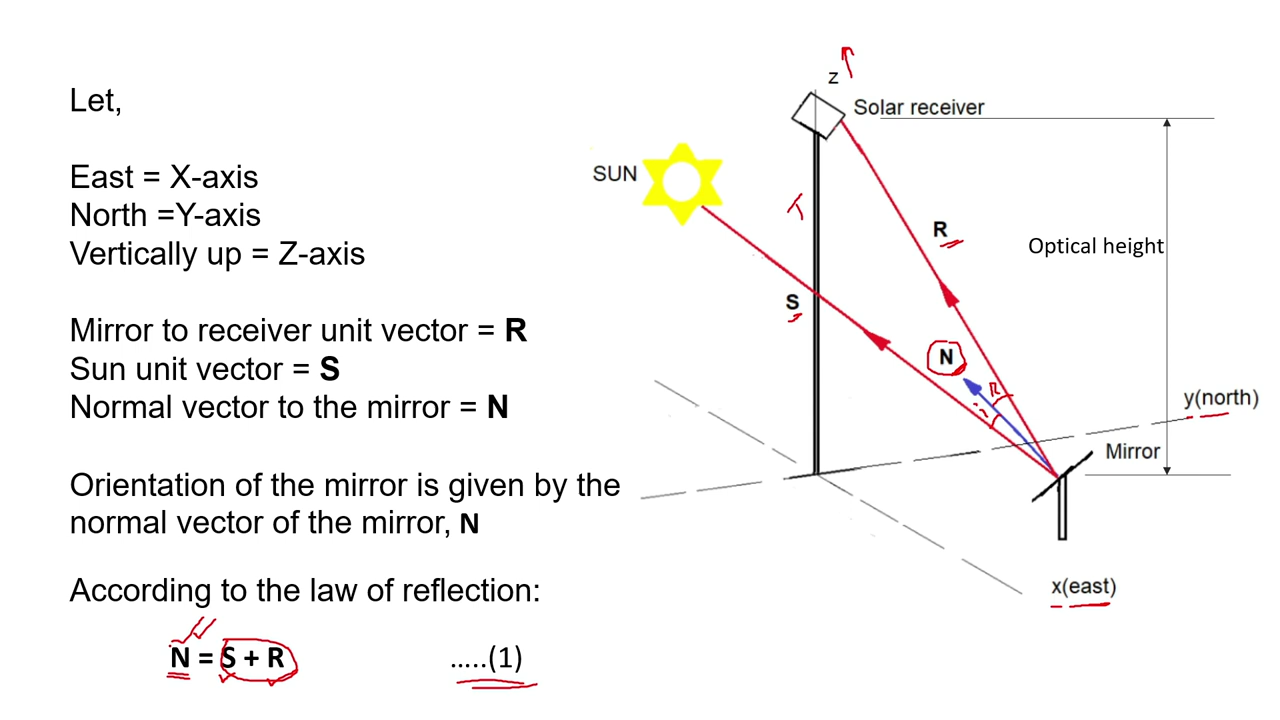 Let,
East = X-axis
North =Y-axis
Vertically up = Z-axis
Mirror to receiver unit vector = R
Sun unit vector = S
Normal vector to the mirror = N
Orientation of the mirror is given by the
normal vector of the mirror, N
According to the law of reflection:
N = S + R .....(1)
z
Solar receiver
SUN
R
Optical height
S
N
y(north)
Mirror
x(east)